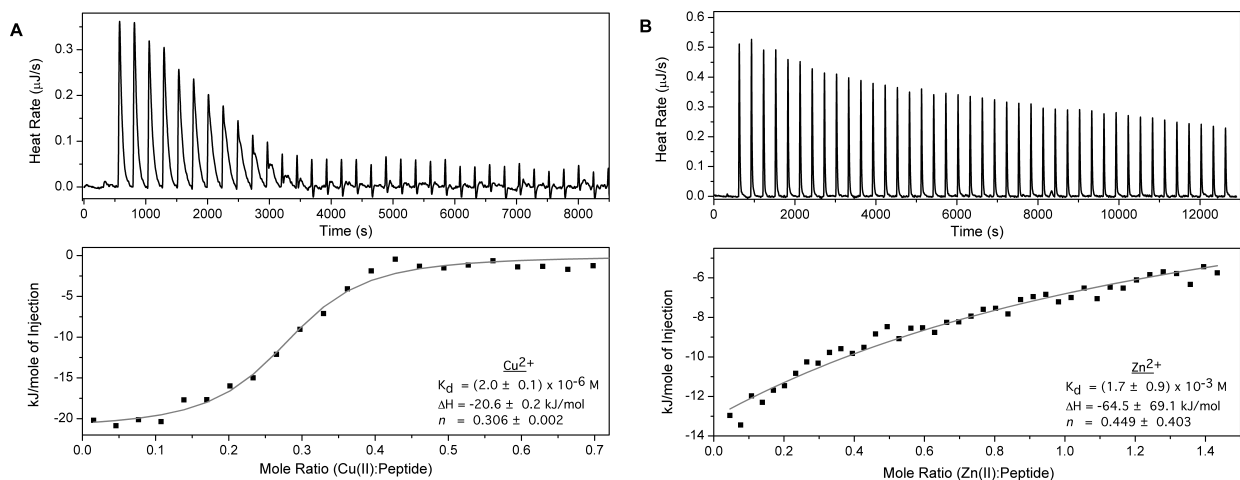 A
Heat Rate (μJ/s)
0.3
0.2
0.1
0.0
0 1000 2000 3000 4000 5000 6000 7000 8000
Time (s)
kJ/mole of Injection
0
-5
-10
-15
-20
Cu2+
Kd = (2.0 ± 0.1) x 10-6 M
ΔH = -20.6 ± 0.2 kJ/mol
n = 0.306 ± 0.002
0.0 0.1 0.2 0.3 0.4 0.5 0.6 0.7
Mole Ratio (Cu(II):Peptide)
B
Heat Rate (μJ/s)
0.6
0.5
0.4
0.3
0.2
0.1
0.0
0 2000 4000 6000 8000 10000 12000
Time (s)
kJ/mole of Injection
-6
-8
-10
-12
-14
Zn2+
Kd = (1.7 ± 0.9) x 10-3 M
ΔH = -64.5 ± 69.1 kJ/mol
n = 0.449 ± 0.403
0.0 0.2 0.4 0.6 0.8 1.0 1.2 1.4
Mole Ratio (Zn(II):Peptide)